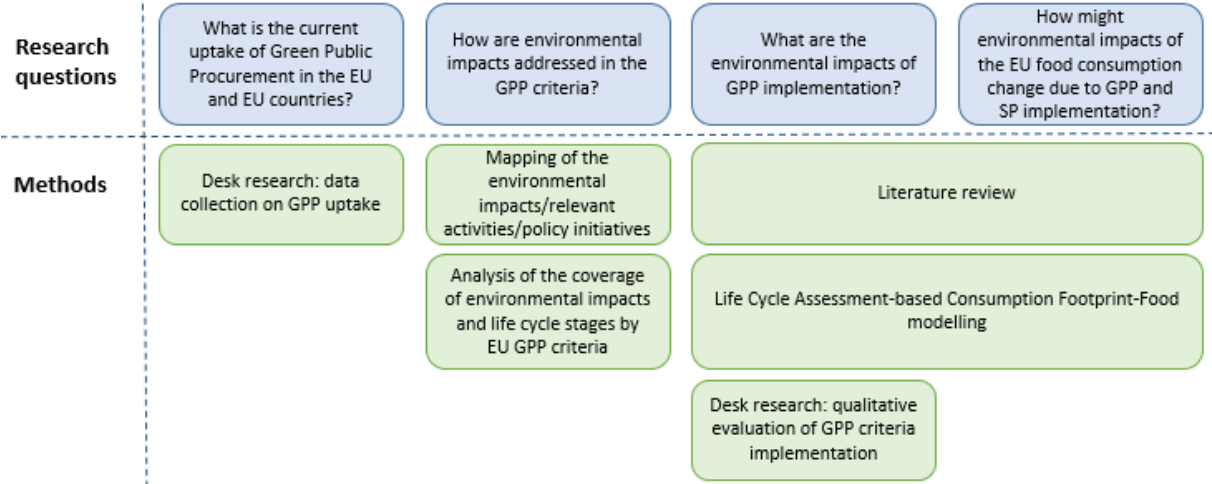 Research
questions
What is the current
uptake of Green Public
Procurement in the EU
and EU countries?
How are environmental
impacts addressed in the
GPP criteria?
What are the
environmental impacts of
GPP implementation?
How might
environmental impacts of
the EU food consumption
change due to GPP and
SP implementation?
Methods
Desk research: data
collection on GPP uptake
Mapping of the
environmental
impacts/relevant
activities/policy initiatives
Literature review
Analysis of the coverage
of environmental impacts
and life cycle stages by
EU GPP criteria
Life Cycle Assessment-based Consumption Footprint-Food
modelling
Desk research: qualitative
evaluation of GPP criteria
implementation